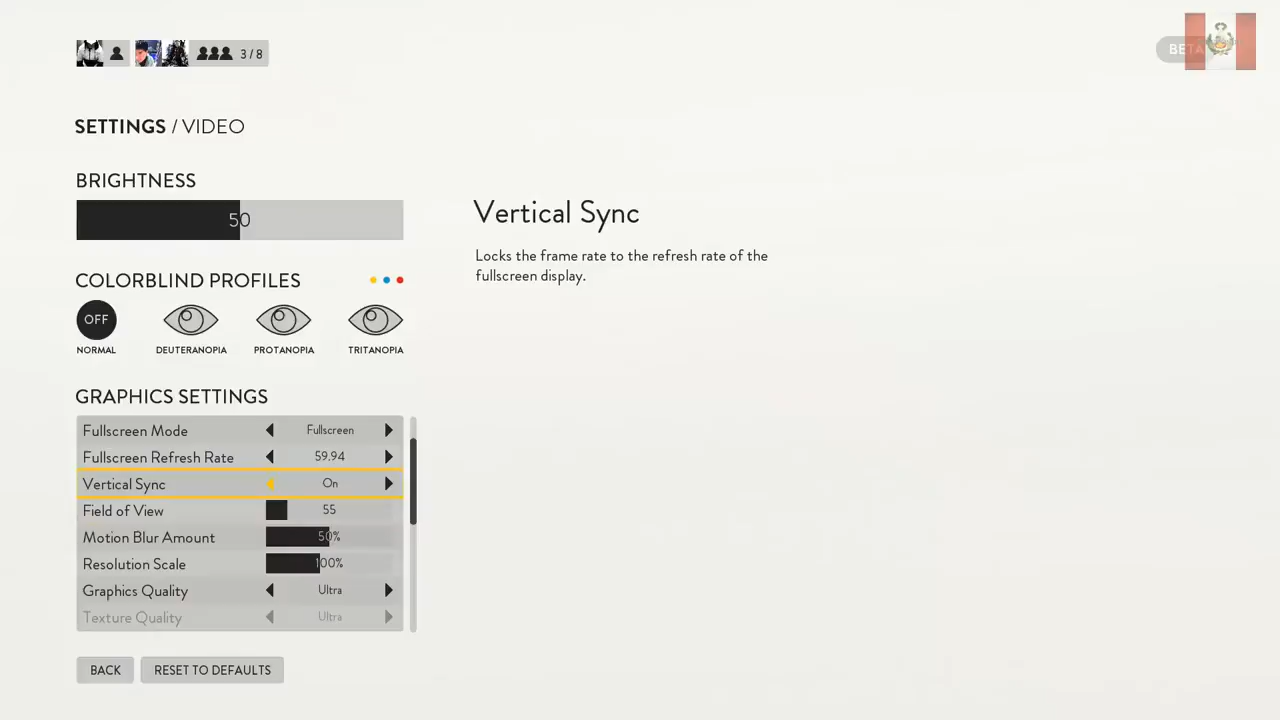 3 / 8
BETA
SETTINGS / VIDEO
BRIGHTNESS
50
Vertical Sync
Locks the frame rate to the refresh rate of the
fullscreen display.
COLORBLIND PROFILES
OFF
NORMAL
DEUTERANOPIA
PROTANOPIA
TRITANOPIA
GRAPHICS SETTINGS
Fullscreen Mode Fullscreen
Fullscreen Refresh Rate 59.94
Vertical Sync On
Field of View 55
Motion Blur Amount 50%
Resolution Scale 100%
Graphics Quality Ultra
Texture Quality Ultra
BACK RESET TO DEFAULTS